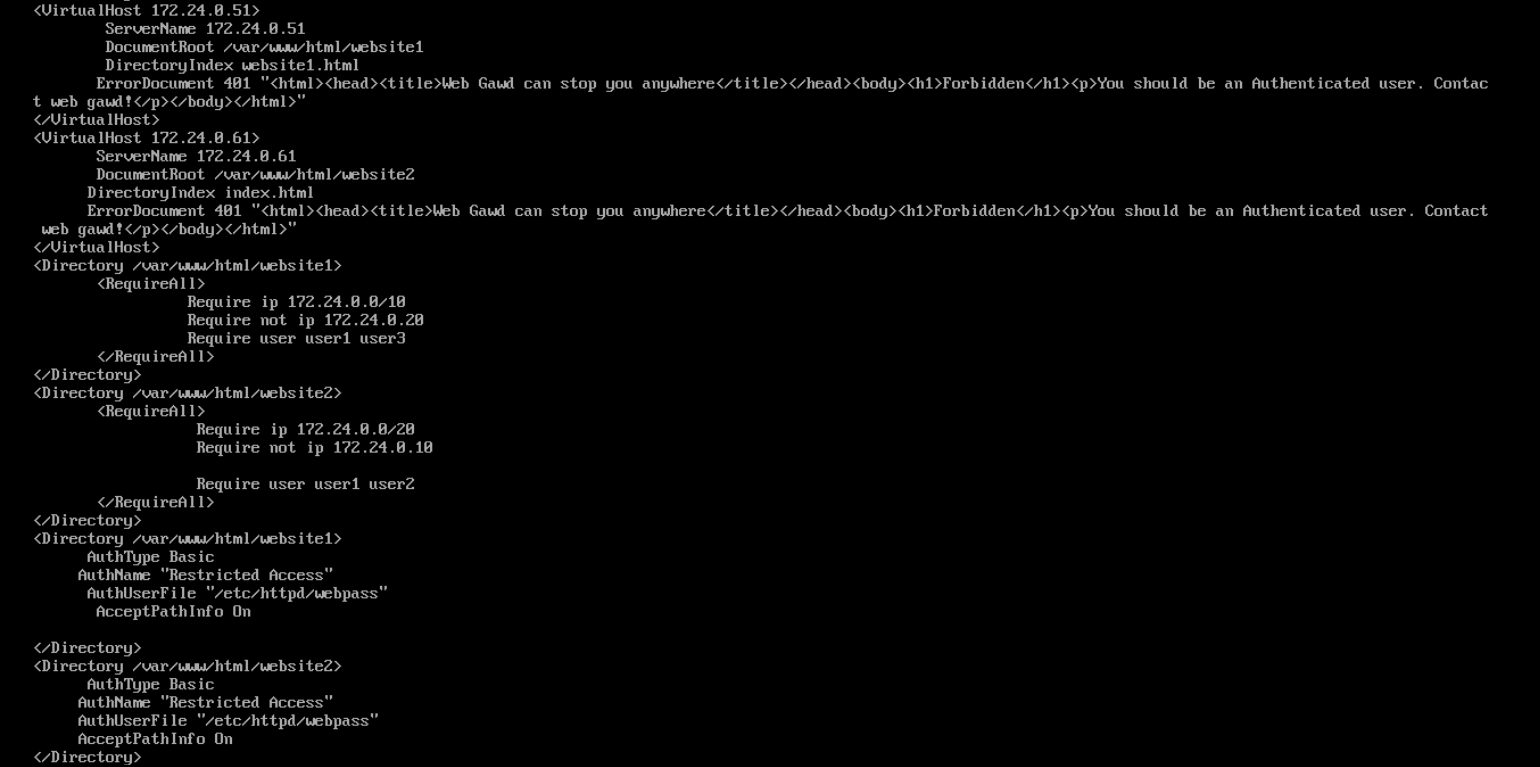 <VirtualHost 172.24.0.51>
ServerName 172.24.0.51
DocumentRoot /var/www/html/website1
DirectoryIndex website1.html
ErrorDocument 401 "<html><head><title>Web Gawd can stop you anywhere</title></head><body><h1>Forbidden</h1><p>You should be an Authenticated user. Contac
t web gawd!</p></body></html>"
</VirtualHost>
<VirtualHost 172.24.0.61>
ServerName 172.24.0.61
DocumentRoot /var/www/html/website2
DirectoryIndex index.html
ErrorDocument 401 "<html><head><title>Web Gawd can stop you anywhere</title></head><body><h1>Forbidden</h1><p>You should be an Authenticated user. Contact
web gawd!</p></body></html>"
</VirtualHost>
<Directory /var/www/html/website1>
<RequireAll>
Require ip 172.24.0.0/10
Require not ip 172.24.0.20
Require user user1 user3
</RequireAll>
</Directory>
<Directory /var/www/html/website2>
<RequireAll>
Require ip 172.24.0.0/20
Require not ip 172.24.0.10
Require user user1 user2
</RequireAll>
</Directory>
<Directory /var/www/html/website1>
AuthType Basic
AuthName "Restricted Access"
AuthUserFile "/etc/httpd/webpass"
AcceptPathInfo On
</Directory>
<Directory /var/www/html/website2>
AuthType Basic
AuthName "Restricted Access"
AuthUserFile "/etc/httpd/webpass"
AcceptPathInfo On
</Directory>